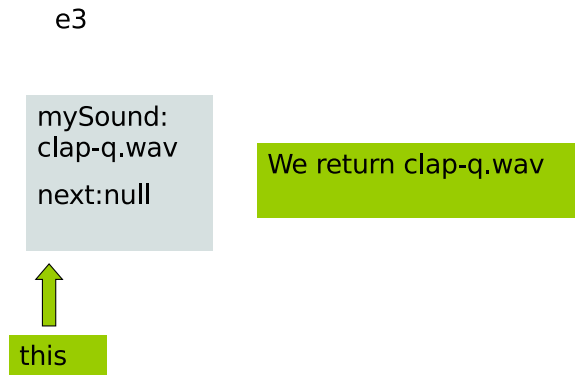 e3
mySound:
clap-q.wav
next:null
We return clap-q.wav
this